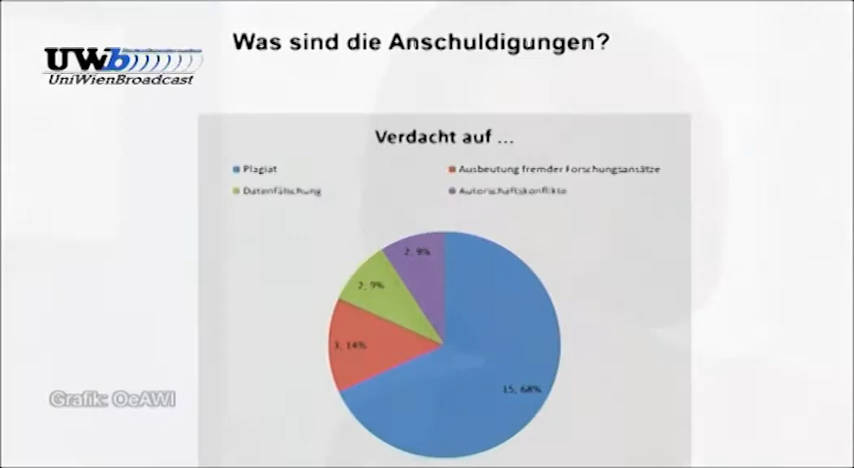 UWb
UniWienBroadcast
Was sind die Anschuldigungen?
Verdacht auf ...
Plagiat
Ausbeutung fremder Forschungsansätze
Datenfälschung
Autorschaftskonflikte
2; 9%
2; 9%
3; 14%
15; 68%
Grafik: OeAWI